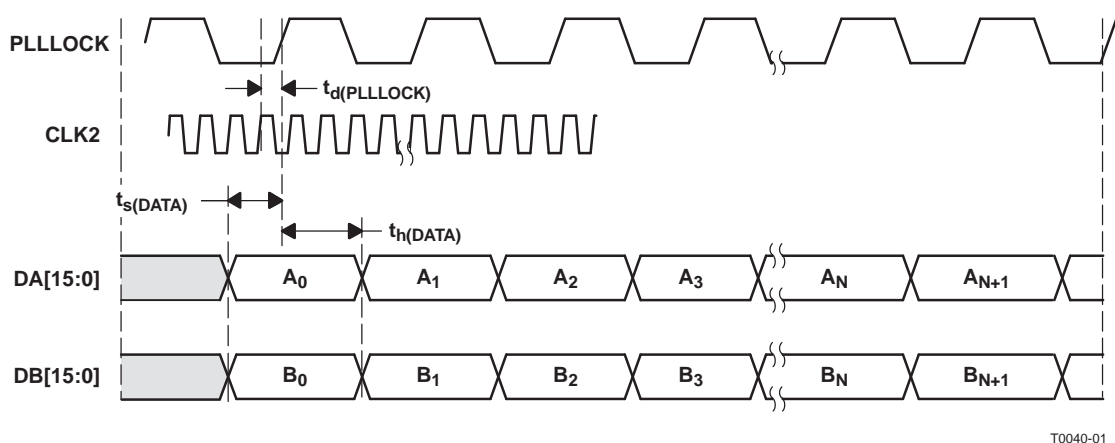 PLLLOCK
td(PLLLOCK)
CLK2
ts(DATA)
th(DATA)
DA[15:0]
A0 A1 A2 A3 AN AN+1
DB[15:0]
B0 B1 B2 B3 BN BN+1
T0040-01